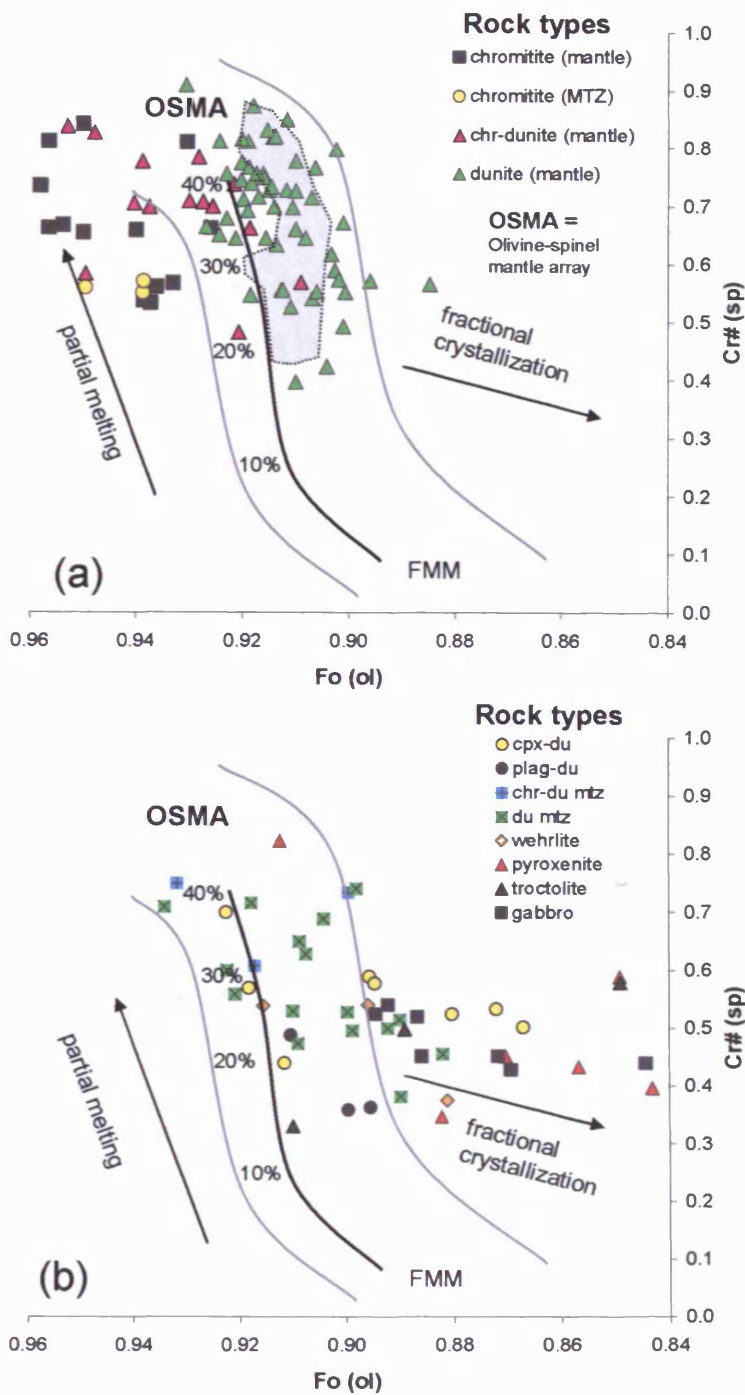 Rock types
chromitite (mantle)
chromitite (MTZ)
chr-dunite (mantle)
dunite (mantle)
OSMA =
Olivine-spinel
mantle array
OSMA
40%
30%
20%
10%
partial melting
fractional
crystallization
FMM
(a)
1.0
0.9
0.8
0.7
0.6
0.5
0.4
0.3
0.2
0.1
0.0
Cr# (sp)
0.96
0.94
0.92
0.90
0.88
0.86
0.84
Fo (ol)
Rock types
cpx-du
plag-du
chr-du mtz
du mtz
wehrlite
pyroxenite
troctolite
gabbro
OSMA
40%
30%
20%
10%
partial melting
fractional
crystallization
FMM
(b)
1.0
0.9
0.8
0.7
0.6
0.5
0.4
0.3
0.2
0.1
0.0
Cr# (sp)
0.96
0.94
0.92
0.90
0.88
0.86
0.84
Fo (ol)